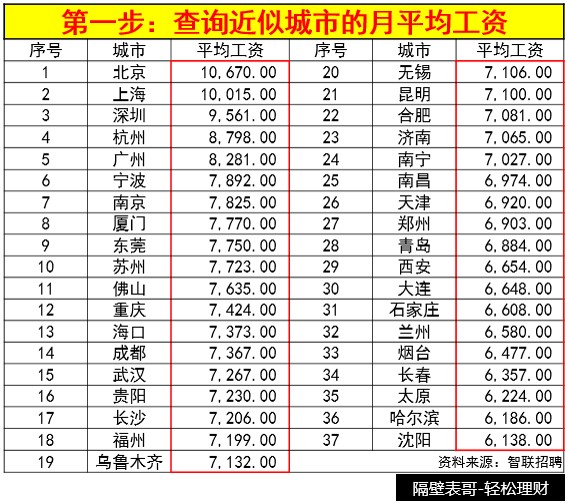 第一步：查询近似城市的月平均工资
序号 城市 平均工资 序号 城市 平均工资
1 北京 10,670.00 20 无锡 7,106.00
2 上海 10,015.00 21 昆明 7,100.00
3 深圳 9,561.00 22 合肥 7,081.00
4 杭州 8,798.00 23 济南 7,065.00
5 广州 8,281.00 24 南宁 7,027.00
6 宁波 7,892.00 25 南昌 6,974.00
7 南京 7,825.00 26 天津 6,920.00
8 厦门 7,770.00 27 郑州 6,903.00
9 东莞 7,750.00 28 青岛 6,884.00
10 苏州 7,723.00 29 西安 6,654.00
11 佛山 7,635.00 30 大连 6,648.00
12 重庆 7,424.00 31 石家庄 6,608.00
13 海口 7,373.00 32 兰州 6,580.00
14 成都 7,367.00 33 烟台 6,477.00
15 武汉 7,267.00 34 长春 6,357.00
16 贵阳 7,230.00 35 太原 6,224.00
17 长沙 7,206.00 36 哈尔滨 6,186.00
18 福州 7,199.00 37 沈阳 6,138.00
19 乌鲁木齐 7,132.00 资料来源：智联招聘
隔壁表哥-轻松理财